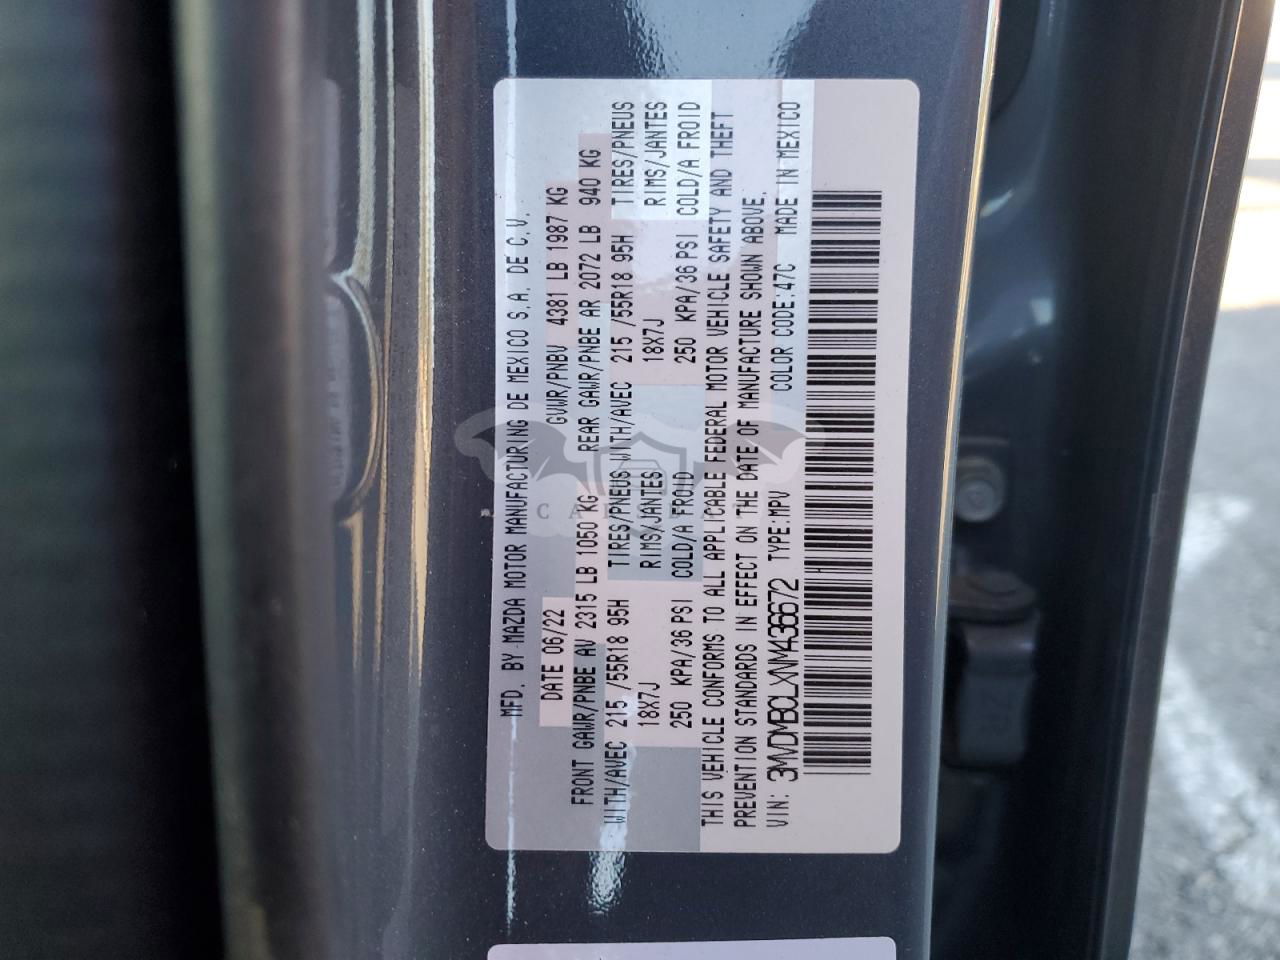 MFD. BY MAZDA MOTOR MANUFACTURING DE MEXICO S.A. DE C.V.
DATE 06/22 GVWR/PNBV 4381 LB 1987 KG
FRONT GAWR/PNBE AV 2315 LB 1050 KG REAR GAWR/PNBE AR 2072 LB 940 KG
WITH/AVEC 215 /55R18 95H TIRES/PNEUS WITH/AVEC 215 /55R18 95H TIRES/PNEUS
18X7J RIMS/JANTES 18X7J RIMS/JANTES
250 KPA/36 PSI COLD/A FROID 250 KPA/36 PSI COLD/A FROID
THIS VEHICLE CONFORMS TO ALL APPLICABLE FEDERAL MOTOR VEHICLE SAFETY AND THEFT
PREVENTION STANDARDS IN EFFECT ON THE DATE OF MANUFACTURE SHOWN ABOVE.
VIN: 3MVDMBCLXNM436672 TYPE:MPV COLOR CODE:47C MADE IN MEXICO
H